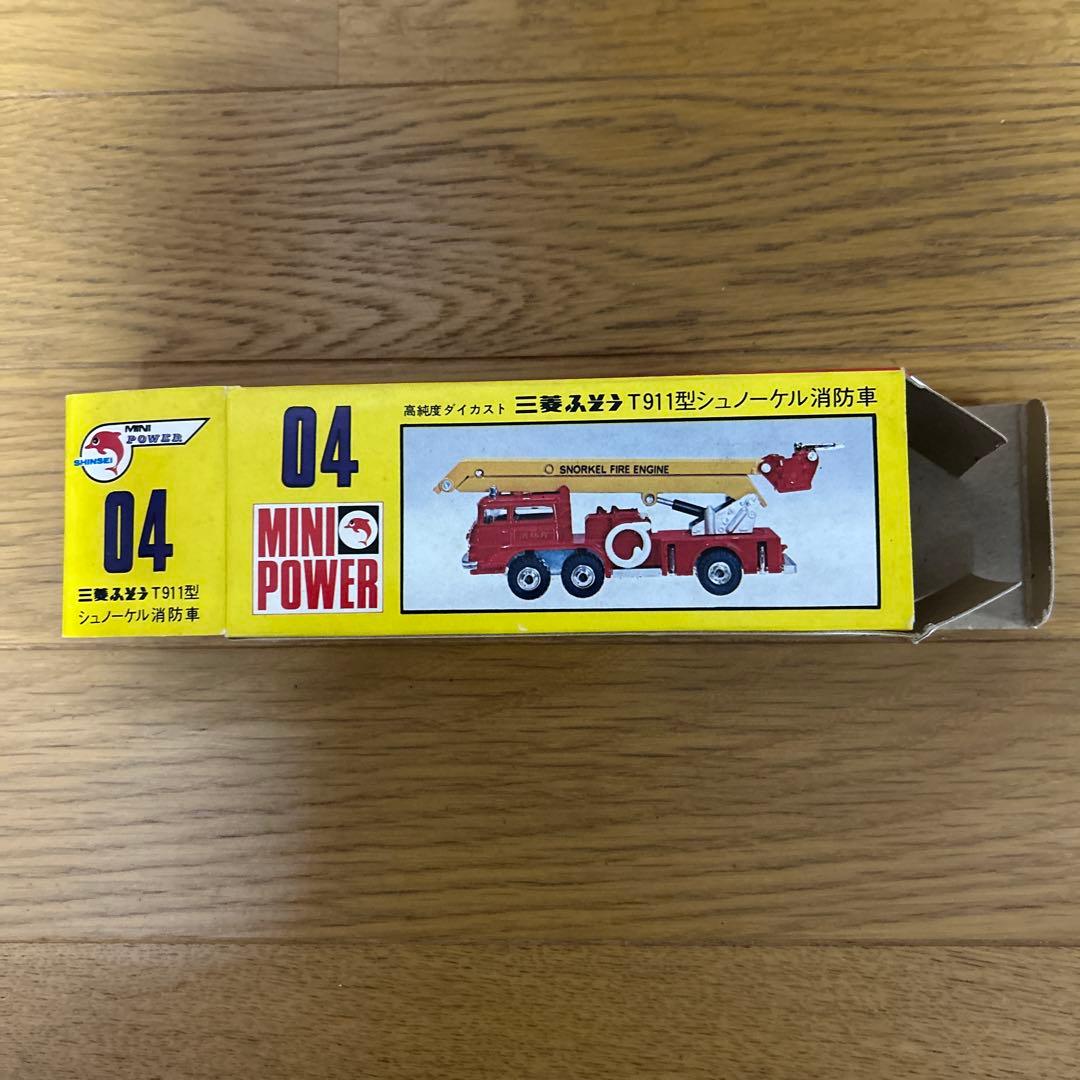 MINI
POWER
SHINSEI
04
三菱ふそうT911型
シュノーケル消防車
04
MINI
POWER
高純度ダイカスト 三菱ふそう T911型シュノーケル消防車
SNORKEL FIRE ENGINE